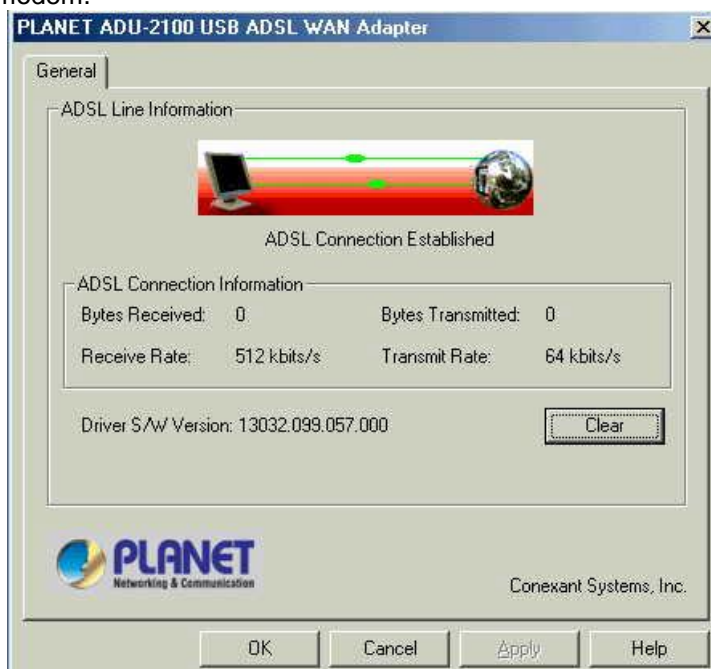 PLANET ADU-2100 USB ADSL WAN Adapter
General
ADSL Line Information
ADSL Connection Established
ADSL Connection Information
Bytes Received: 0 Bytes Transmitted: 0
Receive Rate: 512 kbits/s Transmit Rate: 64 kbits/s
Driver S/W Version: 13032.099.057.000 Clear
PLANET
Networking & Communication
Conexant Systems, Inc.
OK Cancel Apply Help